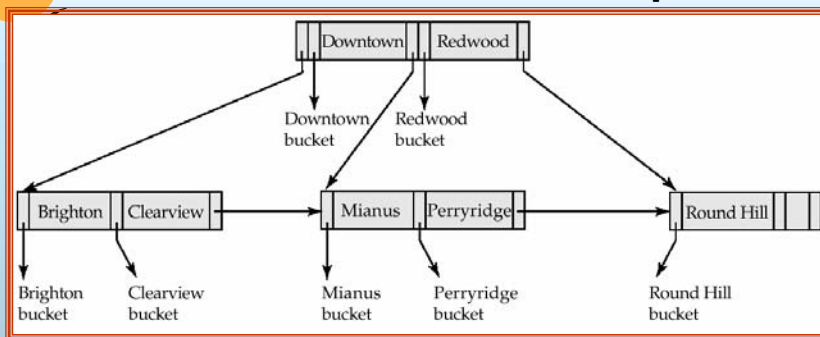 Downtown Redwood
Downtown
bucket
Redwood
bucket
Brighton Clearview
Mianus Perryridge
Round Hill
Brighton
bucket
Clearview
bucket
Mianus
bucket
Perryridge
bucket
Round Hill
bucket